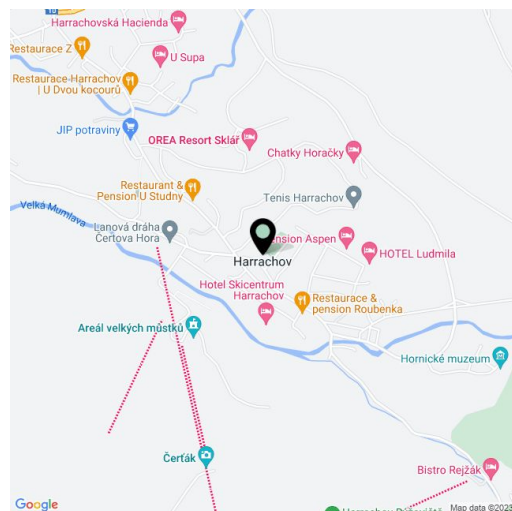 10
Harrachovská Hacienda
Restaurace Z
U Supa
Restaurace-Harrachov
| U Dvou kocourů
JIP potraviny
OREA Resort Sklář
Chatky Horačky
Restaurant &
Pension U Studny
Tenis Harrachov
Velká Mumlava
Lanová dráha
Čertova Hora
Pension Aspen
HOTEL Ludmila
Harrachov
Hotel Skicentrum
Harrachov
Restaurace &
pension Roubenka
Areál velkých můstků
Hornické muzeum
Čerťák
Bistro Rejžák
Google
Map data ©2023